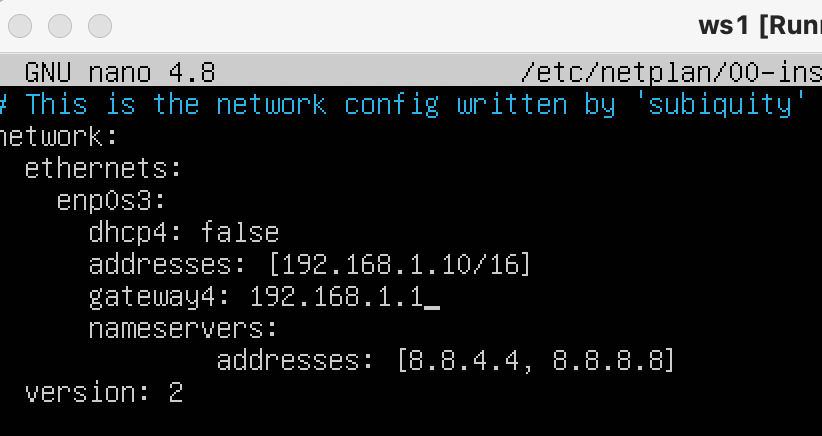 ws1 [Run
GNU nano 4.8 /etc/netplan/00-ins
# This is the network config written by 'subiquity'
network:
  ethernets:
    enp0s3:
      dhcp4: false
      addresses: [192.168.1.10/16]
      gateway4: 192.168.1.1_
      nameservers:
              addresses: [8.8.4.4, 8.8.8.8]
  version: 2